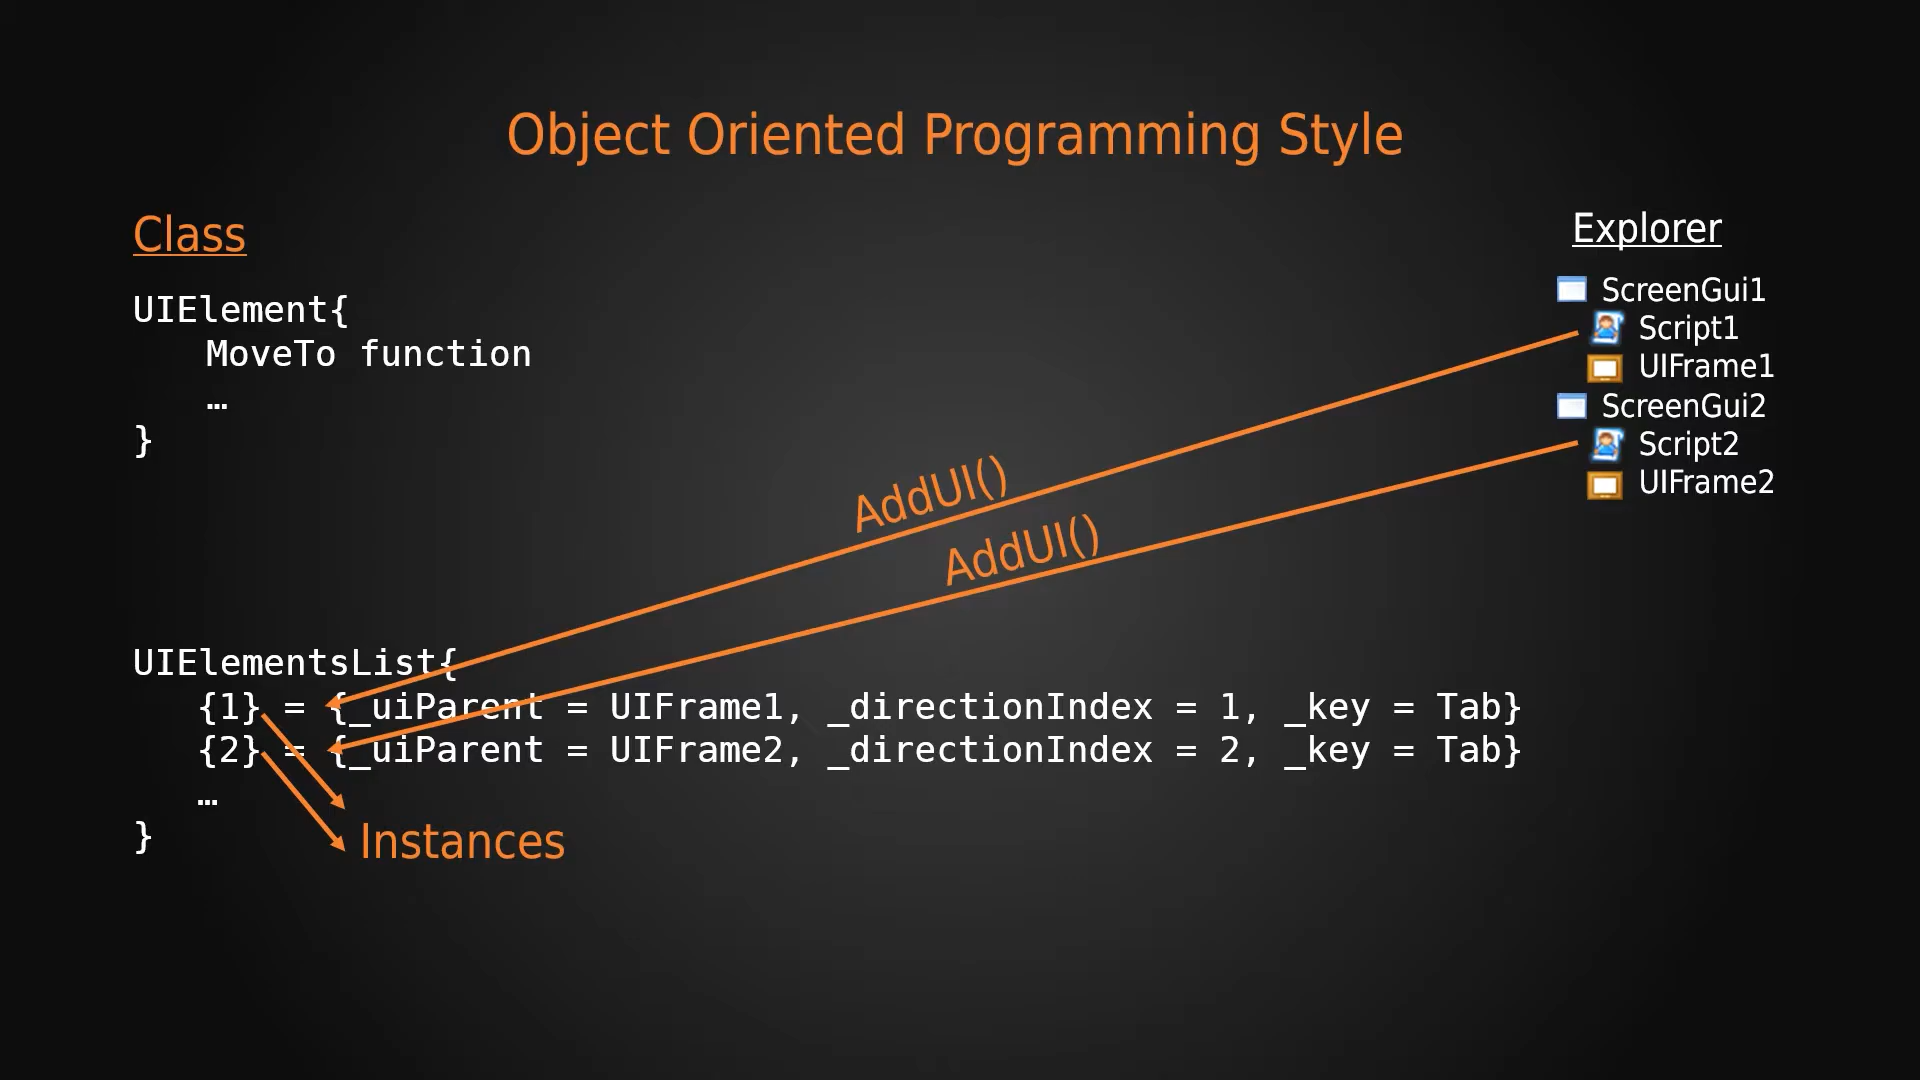 Object Oriented Programming Style
Class
UIElement{
MoveTo function
…
}
Explorer
ScreenGui1
Script1
UIFrame1
ScreenGui2
Script2
UIFrame2
AddUI()
AddUI()
UIElementsList{
{1} = {_uiParent = UIFrame1, _directionIndex = 1, _key = Tab}
{2} = {_uiParent = UIFrame2, _directionIndex = 2, _key = Tab}
…
}
Instances